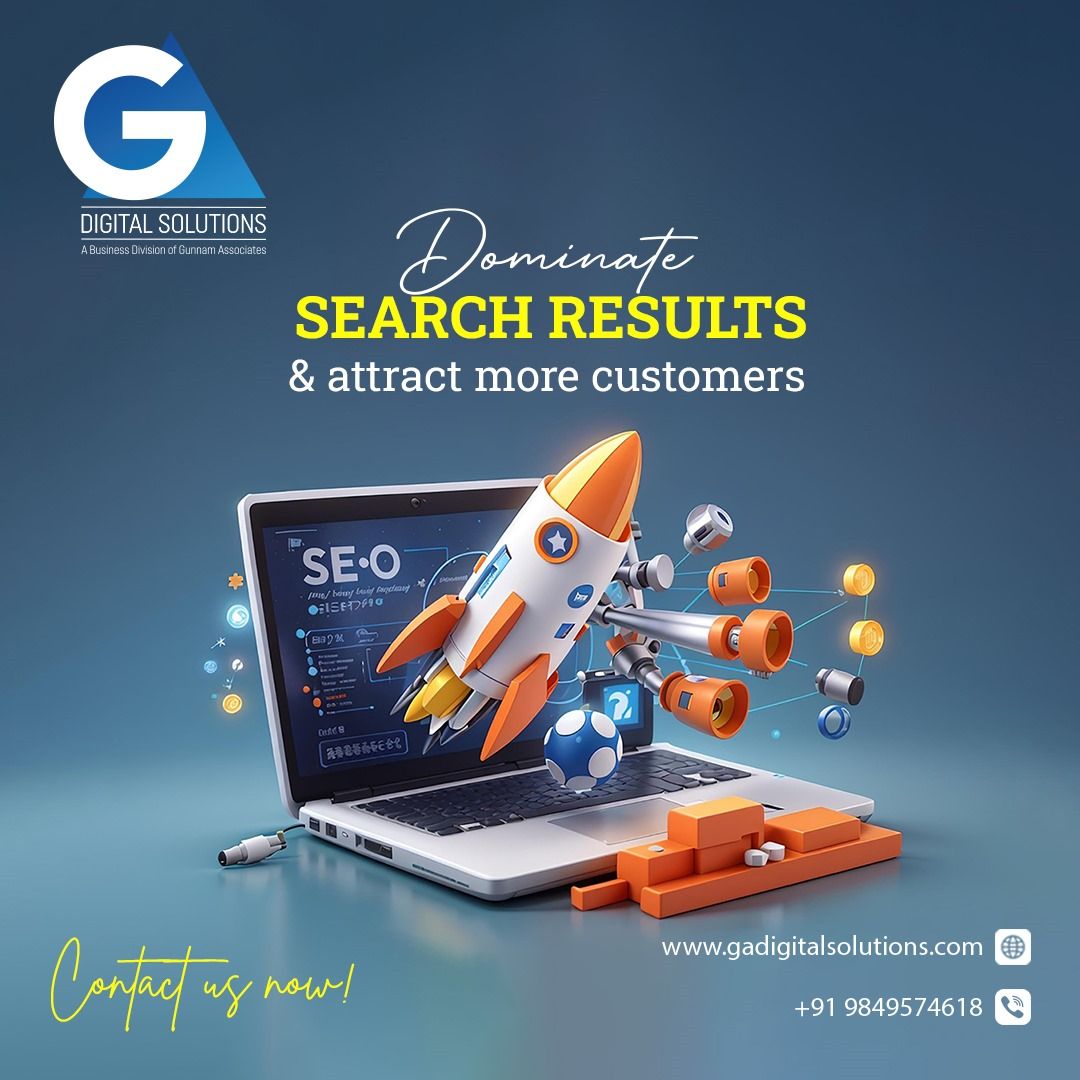 G
DIGITAL SOLUTIONS
A Business Division of Gunnam Associates
Dominate
SEARCH RESULTS
& attract more customers
SE•O
Contact us now!
www.gadigitalsolutions.com
+91 9849574618